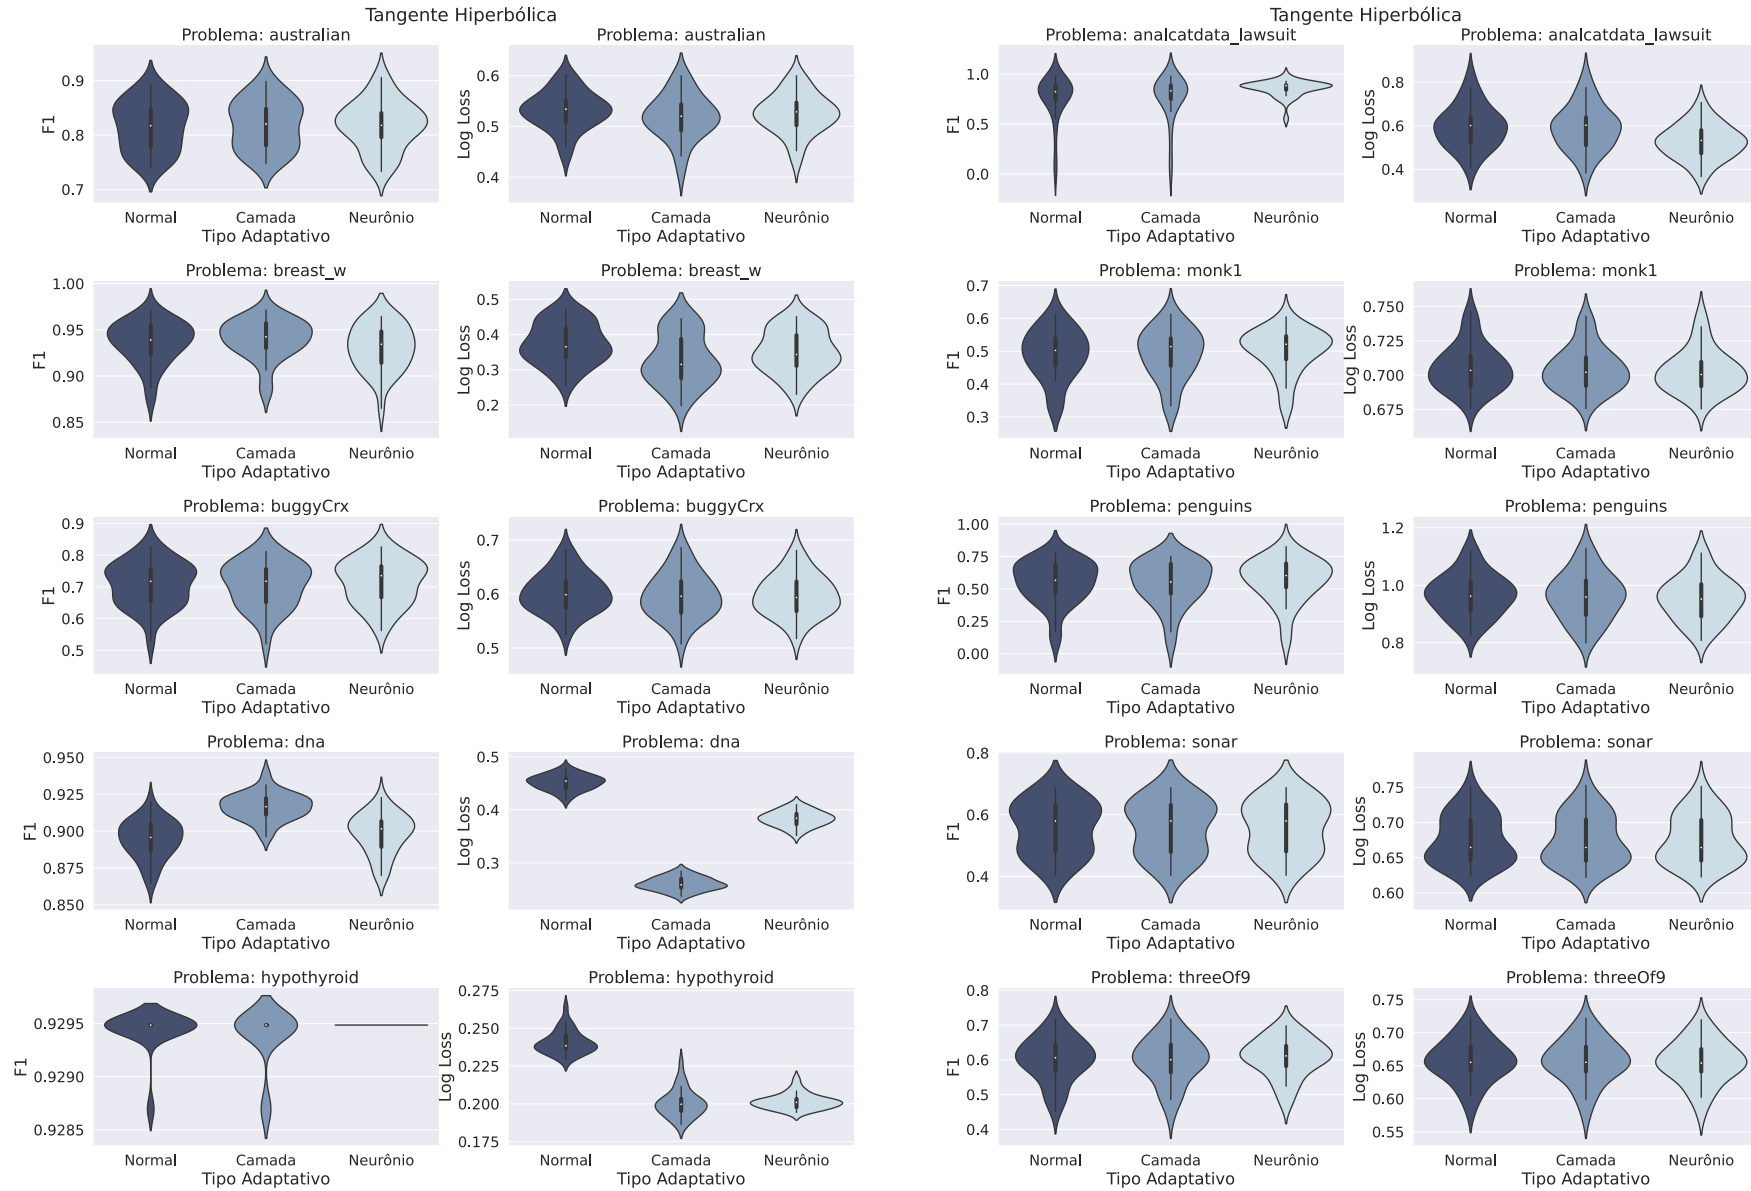 Tangente Hiperbólica
Problema: australian
F1
0.9
0.8
0.7
Normal
Camada
Neurônio
Tipo Adaptativo
Problema: australian
Log Loss
0.6
0.5
0.4
Normal
Camada
Neurônio
Tipo Adaptativo
Problema: breast_w
F1
1.00
0.95
0.90
0.85
Normal
Camada
Neurônio
Tipo Adaptativo
Problema: breast_w
Log Loss
0.5
0.4
0.3
0.2
Normal
Camada
Neurônio
Tipo Adaptativo
Problema: buggyCrx
F1
0.9
0.8
0.7
0.6
0.5
Normal
Camada
Neurônio
Tipo Adaptativo
Problema: buggyCrx
Log Loss
0.7
0.6
0.5
Normal
Camada
Neurônio
Tipo Adaptativo
Problema: dna
F1
0.950
0.925
0.900
0.875
0.850
Normal
Camada
Neurônio
Tipo Adaptativo
Problema: dna
Log Loss
0.5
0.4
0.3
Normal
Camada
Neurônio
Tipo Adaptativo
Problema: hypothyroid
F1
0.9295
0.9290
0.9285
Normal
Camada
Neurônio
Tipo Adaptativo
Problema: hypothyroid
Log Loss
0.275
0.250
0.225
0.200
0.175
Normal
Camada
Neurônio
Tipo Adaptativo
Tangente Hiperbólica
Problema: analcatdata_lawsuit
F1
1.0
0.5
0.0
Normal
Camada
Neurônio
Tipo Adaptativo
Problema: analcatdata_lawsuit
Log Loss
0.8
0.6
0.4
Normal
Camada
Neurônio
Tipo Adaptativo
Problema: monk1
F1
0.7
0.6
0.5
0.4
0.3
Normal
Camada
Neurônio
Tipo Adaptativo
Problema: monk1
Log Loss
0.750
0.725
0.700
0.675
Normal
Camada
Neurônio
Tipo Adaptativo
Problema: penguins
F1
1.00
0.75
0.50
0.25
0.00
Normal
Camada
Neurônio
Tipo Adaptativo
Problema: penguins
Log Loss
1.2
1.0
0.8
Normal
Camada
Neurônio
Tipo Adaptativo
Problema: sonar
F1
0.8
0.6
0.4
Normal
Camada
Neurônio
Tipo Adaptativo
Problema: sonar
Log Loss
0.75
0.70
0.65
0.60
Normal
Camada
Neurônio
Tipo Adaptativo
Problema: threeOf9
F1
0.8
0.7
0.6
0.5
0.4
Normal
Camada
Neurônio
Tipo Adaptativo
Problema: threeOf9
Log Loss
0.75
0.70
0.65
0.60
0.55
Normal
Camada
Neurônio
Tipo Adaptativo